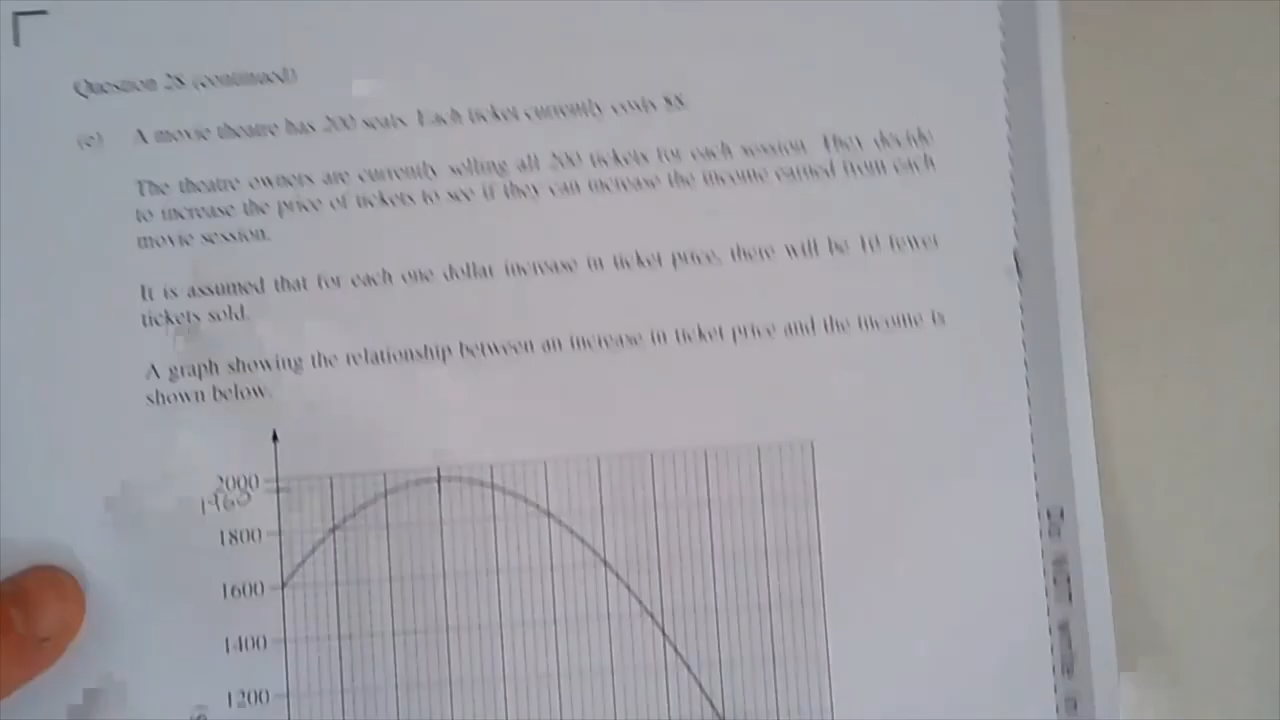 Question 28 (continued)
(c) A movie theatre has 200 seats. Each ticket currently costs $8.
The theatre owners are currently selling all 200 tickets for each session. They decide
to increase the price of tickets to see if they can increase the income earned from each
movie session.
It is assumed that for each one dollar increase in ticket price, there will be 10 fewer
tickets sold.
A graph showing the relationship between an increase in ticket price and the income is
shown below.
2000
1960
1800
1600
1400
1200